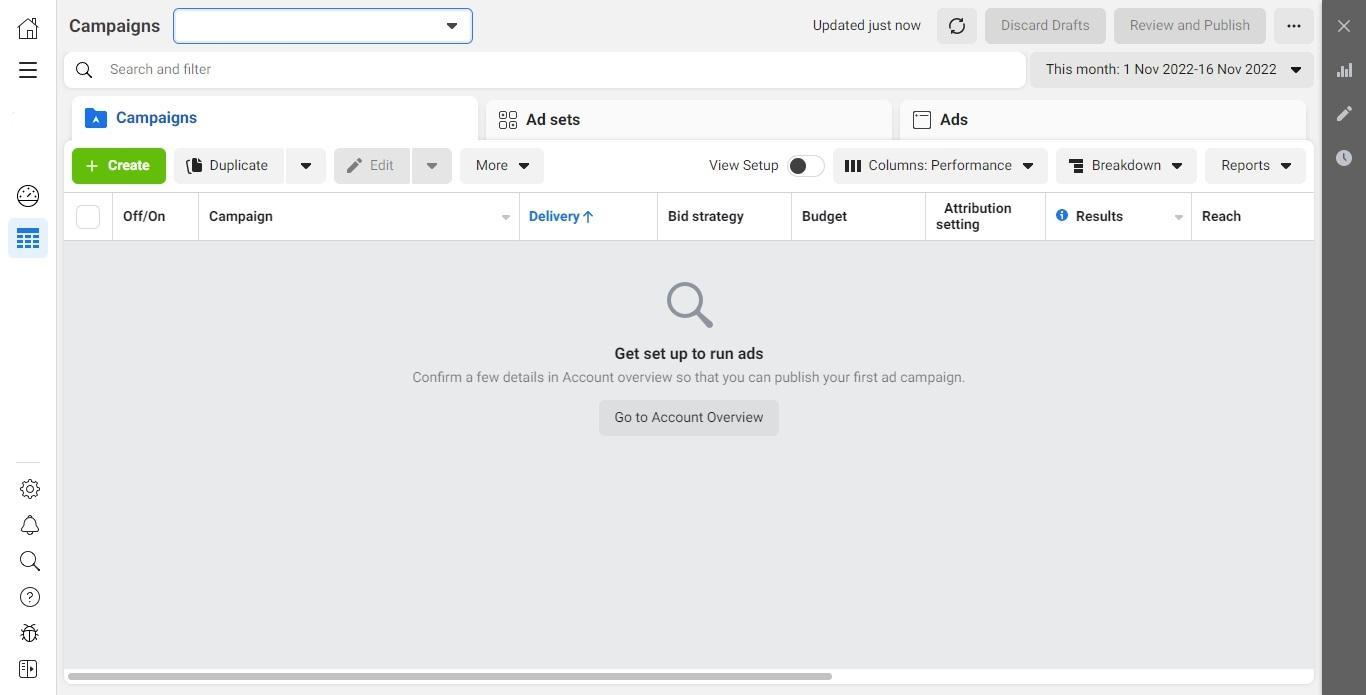 Campaigns
Updated just now
Discard Drafts
Review and Publish
Search and filter
This month: 1 Nov 2022-16 Nov 2022
Campaigns
Ad sets
Ads
+ Create
Duplicate
Edit
More
View Setup
Columns: Performance
Breakdown
Reports
Off/On
Campaign
Delivery↑
Bid strategy
Budget
Attribution
setting
Results
Reach
Get set up to run ads
Confirm a few details in Account overview so that you can publish your first ad campaign.
Go to Account Overview